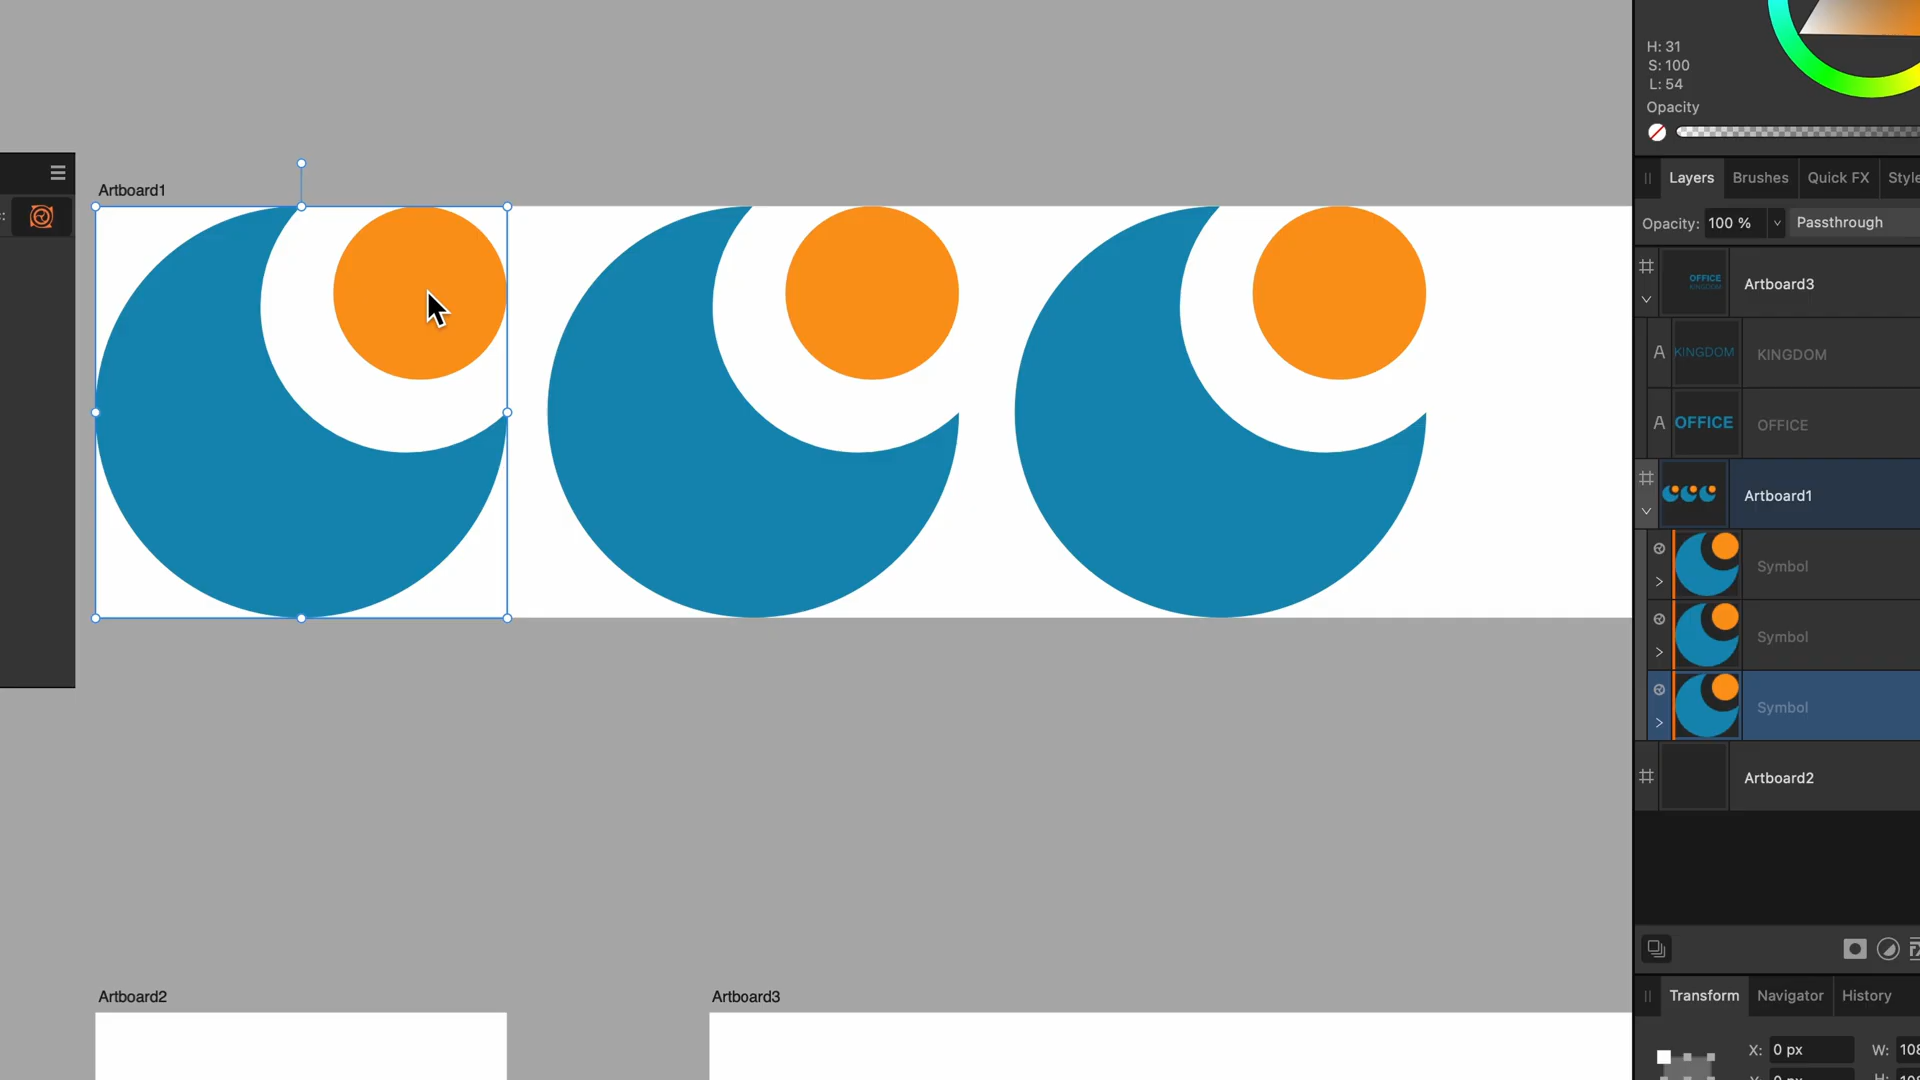 H: 31
S: 100
L: 54
Opacity
Artboard1
Layers Brushes Quick FX
Opacity: 100 % Passthrough
OFFICE
KINGDOM
Artboard3
A KINGDOM KINGDOM
A OFFICE OFFICE
Artboard1
Symbol
Symbol
Symbol
Artboard2
Artboard2 Artboard3
Transform Navigator History
X: 0 px W: